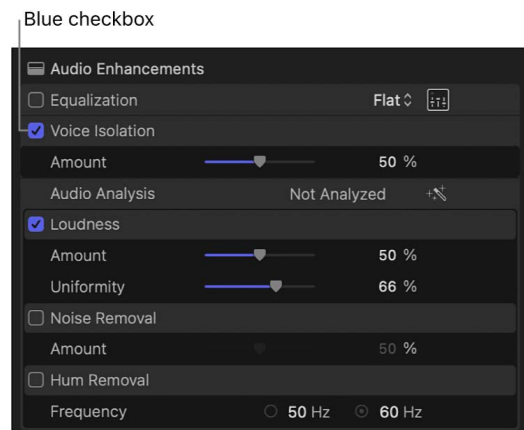 Blue checkbox
Audio Enhancements
Equalization Flat
Voice Isolation
Amount 50 %
Audio Analysis Not Analyzed
Loudness
Amount 50 %
Uniformity 66 %
Noise Removal
Amount 50 %
Hum Removal
Frequency 50 Hz 60 Hz